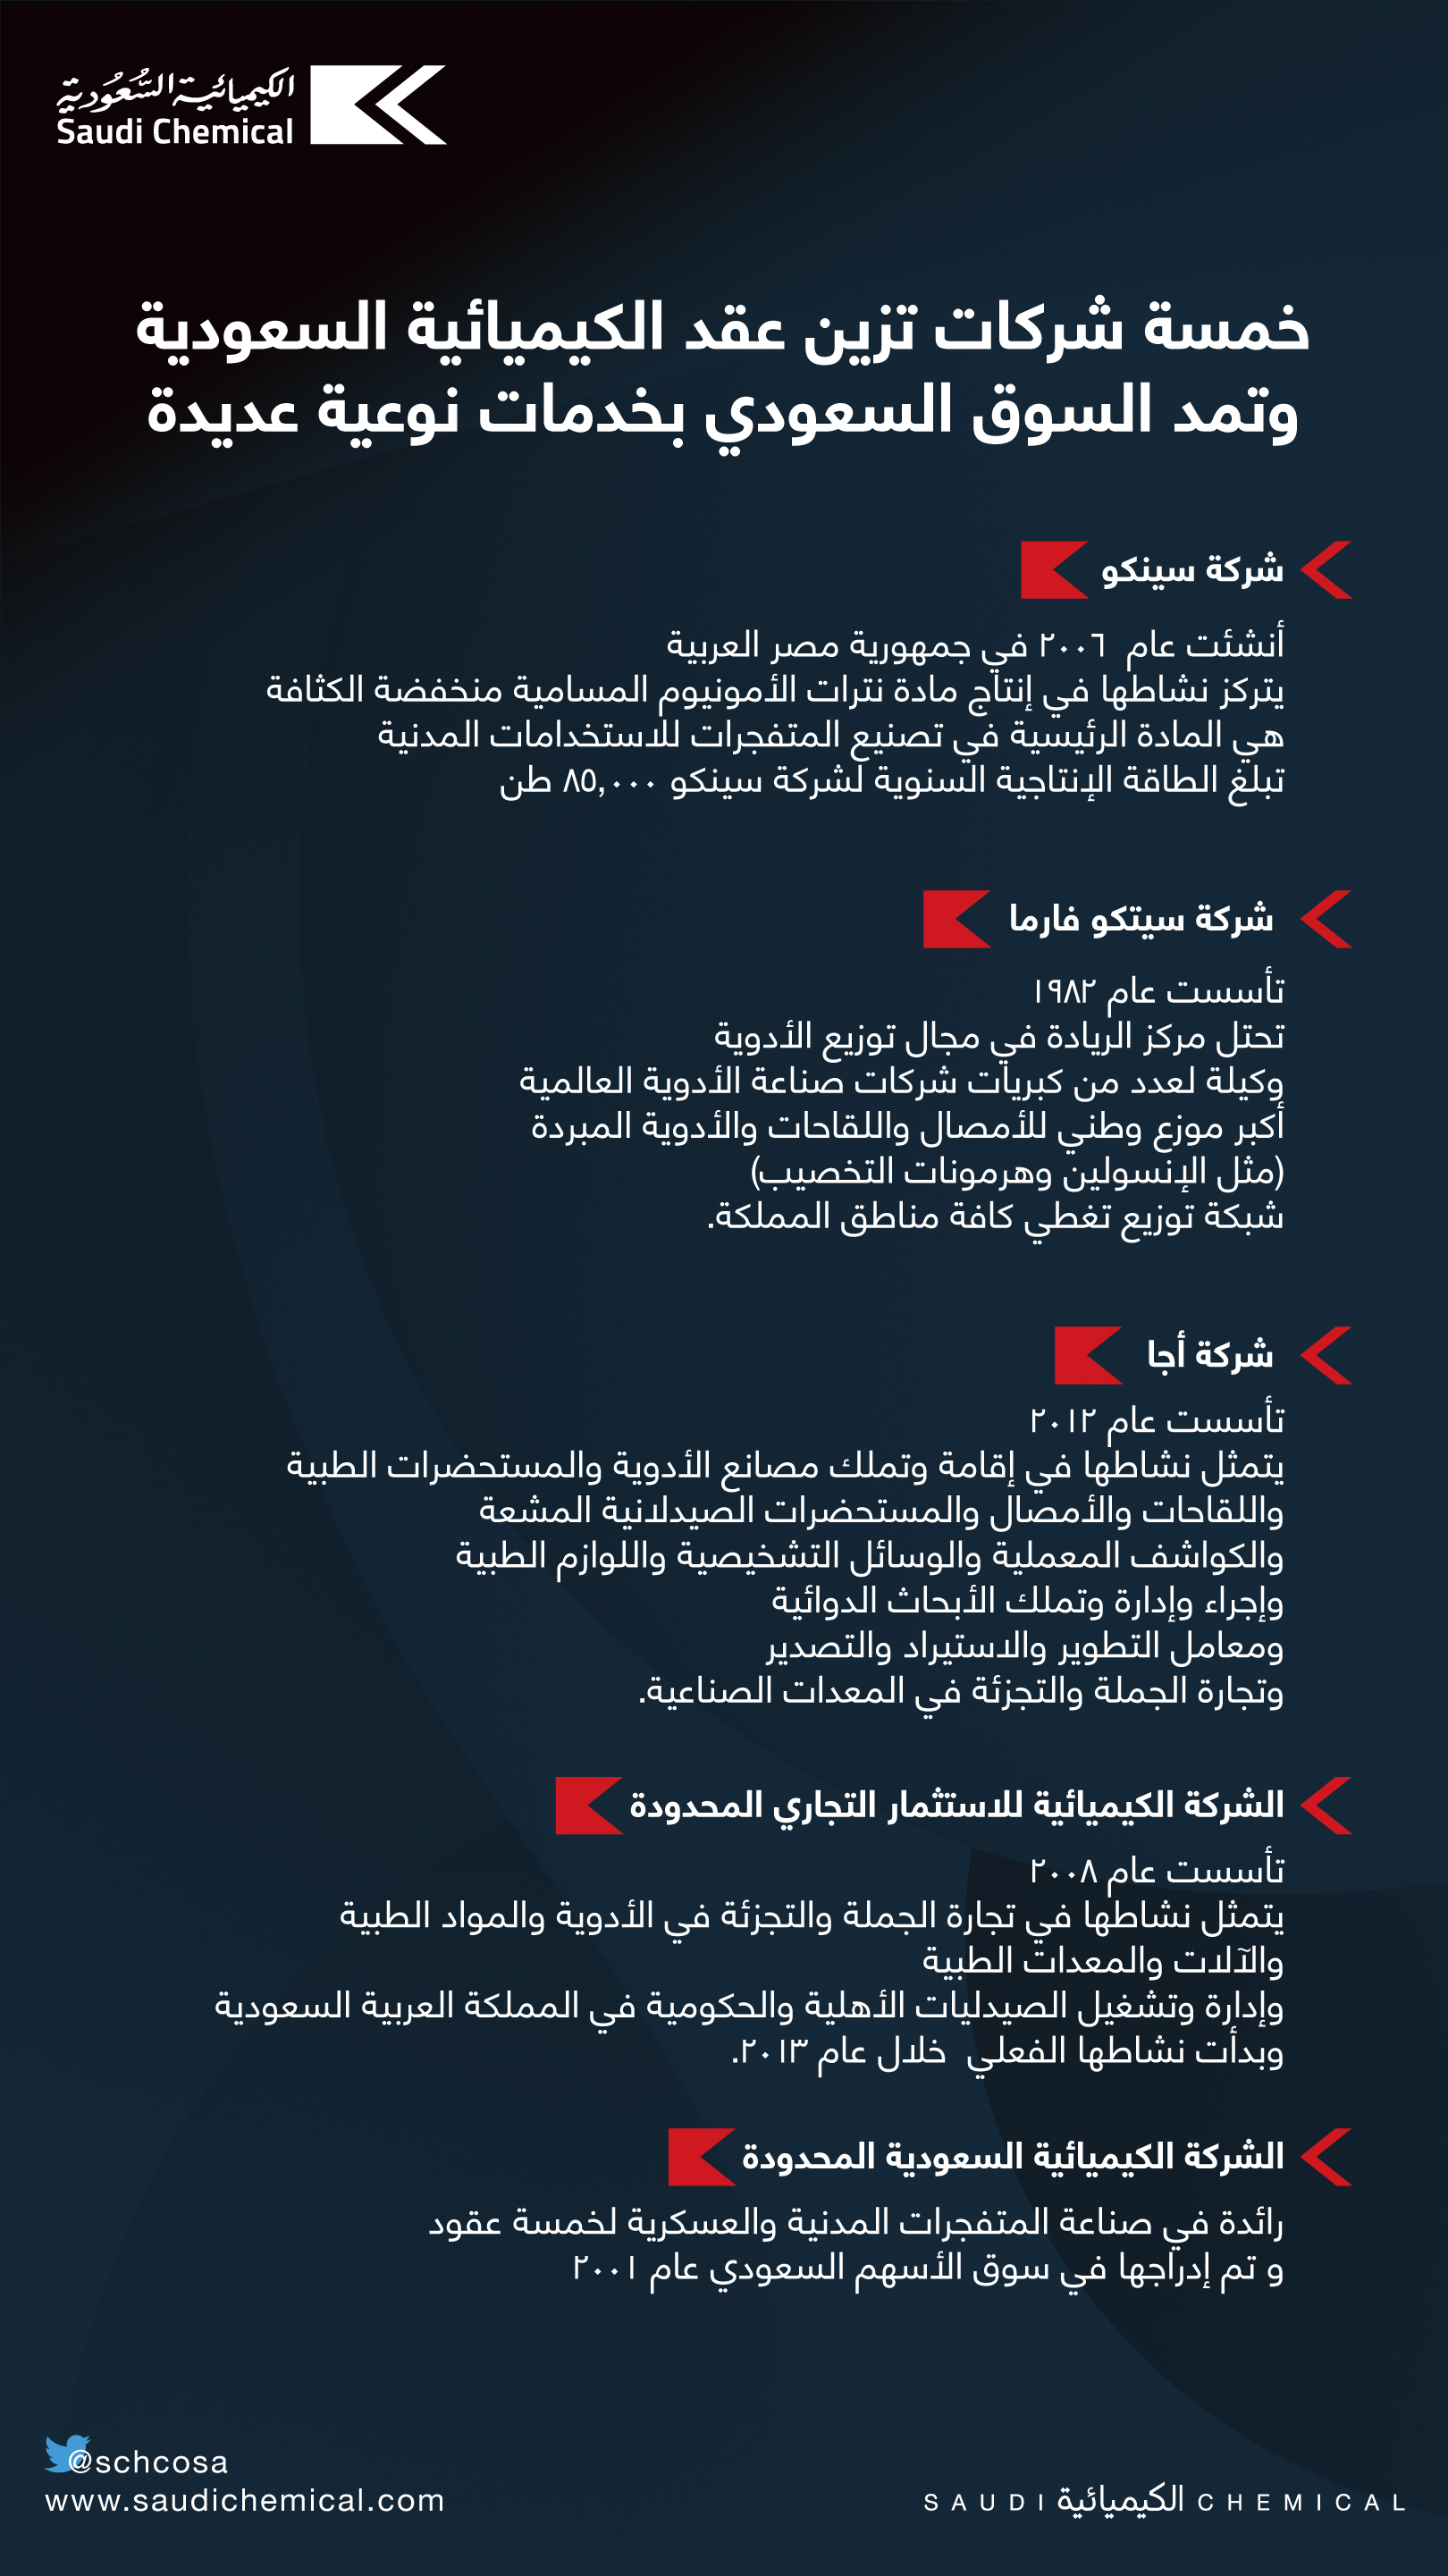 الكيميائية السعودية
Saudi Chemical
خمسة شركات تزين عقد الكيميائية السعودية
وتمد السوق السعودي بخدمات نوعية عديدة
شركة سينكو
أنشئت عام ٢٠٠٦ في جمهورية مصر العربية
يتركز نشاطها في إنتاج مادة نترات الأمونيوم المسامية منخفضة الكثافة
هي المادة الرئيسية في تصنيع المتفجرات للاستخدامات المدنية
تبلغ الطاقة الإنتاجية السنوية لشركة سينكو ٨٥,٠٠٠ طن
شركة سيتكو فارما
تأسست عام ١٩٨٢
تحتل مركز الريادة في مجال توزيع الأدوية
وكيلة لعدد من كبريات شركات صناعة الأدوية العالمية
أكبر موزع وطني للأمصال واللقاحات والأدوية المبردة
(مثل الإنسولين وهرمونات التخصيب)
شبكة توزيع تغطي كافة مناطق المملكة.
شركة أجا
تأسست عام ٢٠١٢
يتمثل نشاطها في إقامة وتملك مصانع الأدوية والمستحضرات الطبية
واللقاحات والأمصال والمستحضرات الصيدلانية المشعة
والكواشف المعملية والوسائل التشخيصية واللوازم الطبية
وإجراء وإدارة وتملك الأبحاث الدوائية
ومعامل التطوير والاستيراد والتصدير
وتجارة الجملة والتجزئة في المعدات الصناعية.
الشركة الكيميائية للاستثمار التجاري المحدودة
تأسست عام ٢٠٠٨
يتمثل نشاطها في تجارة الجملة والتجزئة في الأدوية والمواد الطبية
والآلات والمعدات الطبية
وإدارة وتشغيل الصيدليات الأهلية والحكومية في المملكة العربية السعودية
وبدأت نشاطها الفعلي خلال عام ٢٠١٣.
الشركة الكيميائية السعودية المحدودة
رائدة في صناعة المتفجرات المدنية والعسكرية لخمسة عقود
و تم إدراجها في سوق الأسهم السعودي عام ٢٠٠١
@schcosa
www.saudichemical.com
SAUDI الكيميائية CHEMICAL